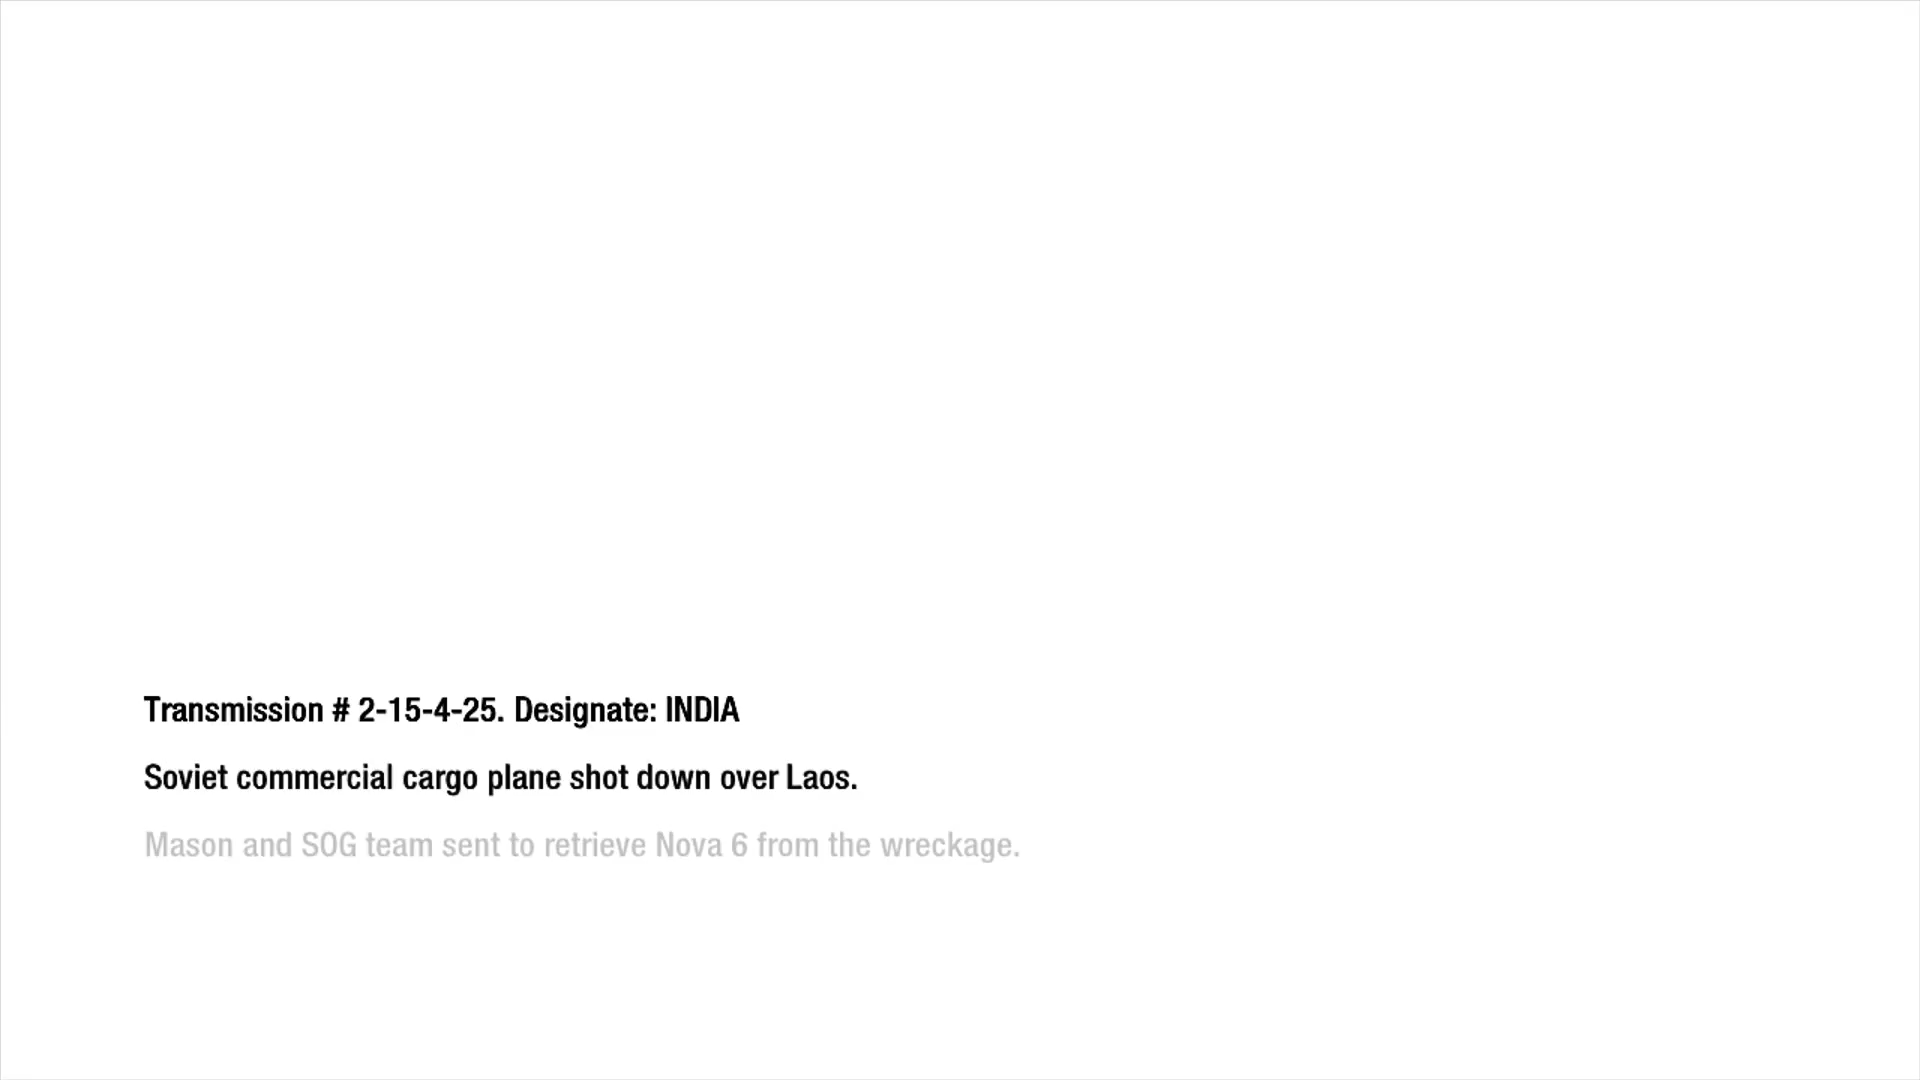 Transmission # 2-15-4-25. Designate: INDIA
Soviet commercial cargo plane shot down over Laos.
Mason and SOG team sent to retrieve Nova 6 from the wreckage.